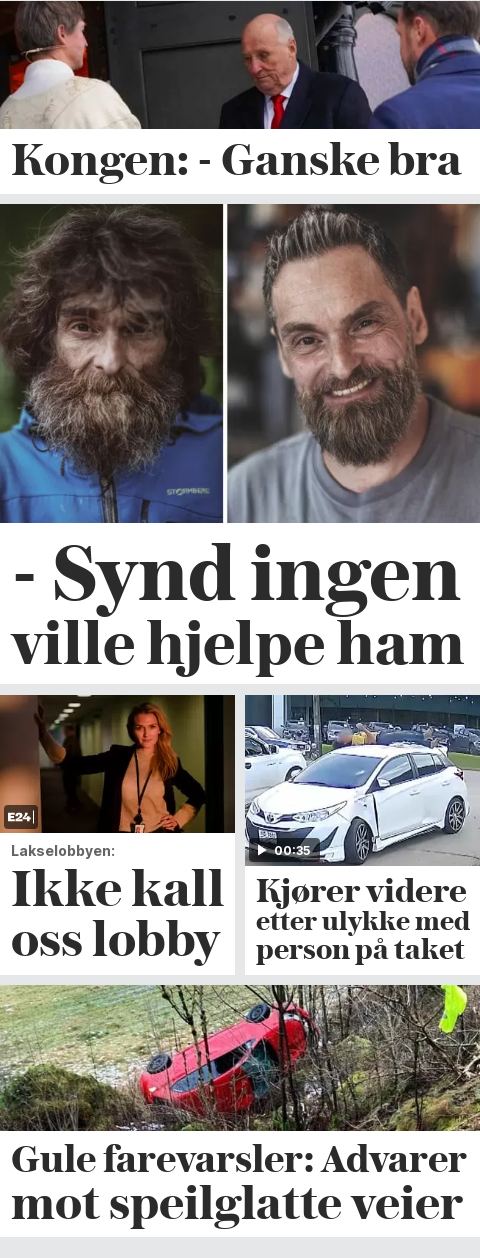 Kongen: - Ganske bra
STORMBERG
- Synd ingen
ville hjelpe ham
E24
Lakselobbyen:
Ikke kall
oss lobby
00:35
Kjører videre
etter ulykke med
person på taket
Gule farevarsler: Advarer
mot speilglatte veier